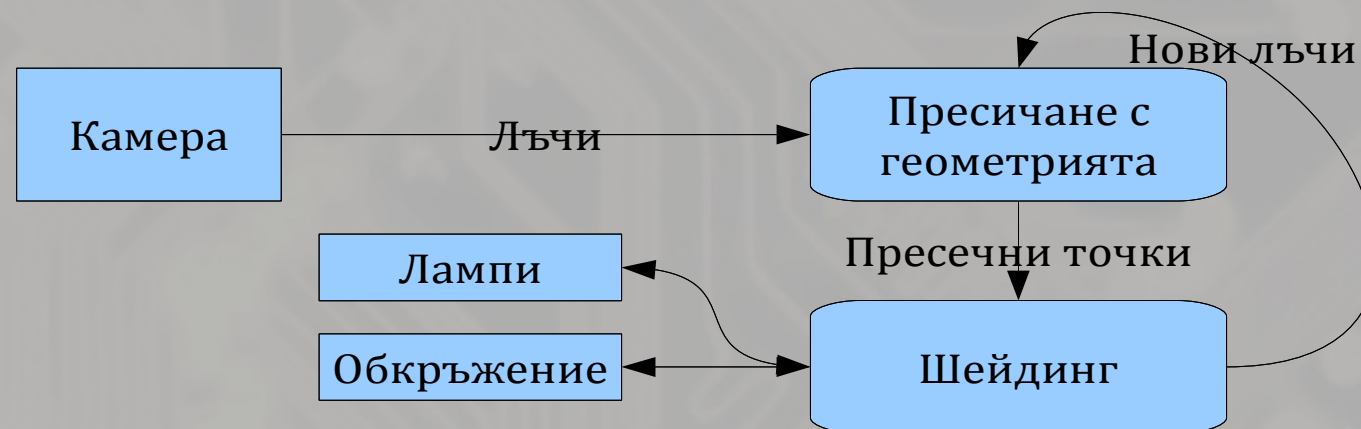 Нови лъчи
Камера
Лъчи
Пресичане с
геометрията
Пресечни точки
Лампи
Обкръжение
Шейдинг